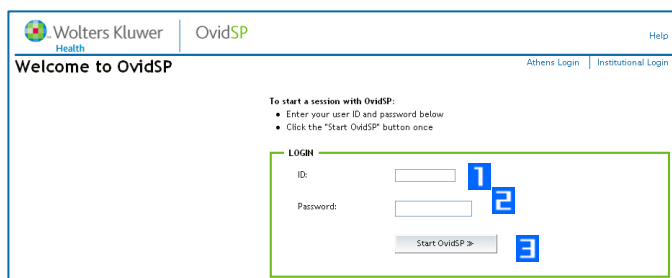 Wolters Kluwer OvidSP
Health
Help
Welcome to OvidSP
Athens Login | Institutional Login
To start a session with OvidSP:
• Enter your user ID and password below
• Click the "Start OvidSP" button once
LOGIN
ID: 1
Password: 2
Start OvidSP ≫ 3